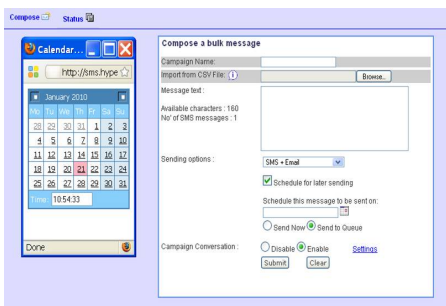 Compose Status
Calendar...
http://sms.hype
January 2010
Mo Tu We Th Fr Sa Su
28 29 30 31 1 2 3
4 5 6 7 8 9 10
11 12 13 14 15 16 17
18 19 20 21 22 23 24
25 26 27 28 29 30 31
Time: 10:54:33
Done
Compose a bulk message
Campaign Name:
Import from CSV File: (i) Browse..
Message text :
Available characters : 160
No' of SMS messages : 1
Sending options : SMS + Email
Schedule for later sending
Schedule this message to be sent on:
Send Now Send to Queue
Campaign Conversation : Disable Enable Settings
Submit Clear